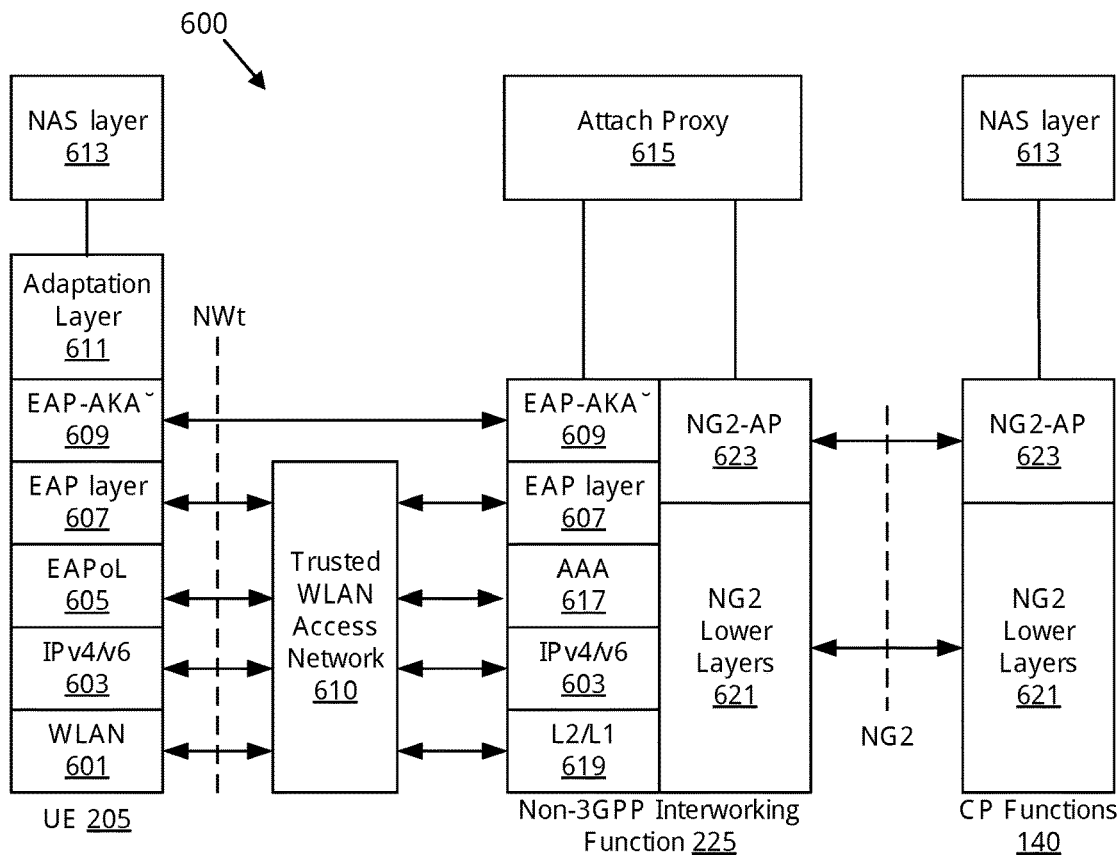 600
NAS layer
613
Attach Proxy
615
NAS layer
613
Adaptation
Layer
611
NWt
EAP-AKA˘
609
EAP-AKA˘
609
NG2-AP
623
NG2-AP
623
EAP layer
607
EAP layer
607
EAPoL
605
Trusted
WLAN
Access
Network
610
AAA
617
NG2
Lower
Layers
621
NG2
Lower
Layers
621
IPv4/v6
603
IPv4/v6
603
NG2
WLAN
601
L2/L1
619
UE 205
Non-3GPP Interworking
Function 225
CP Functions
140